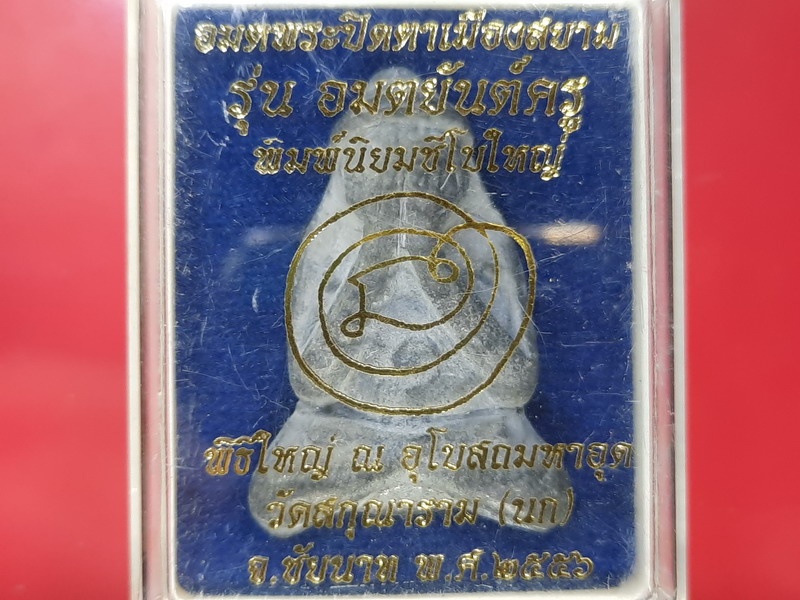 อมตพระปิดตาเมืองสยาม
รุ่น อมตยันต์ครู
พิมพ์นิยมชีโบใหญ่
พิธีใหญ่ ณ อุโบสถมหาอุต
วัดสกุณาราม (นก)
จ.ชัยนาท พ.ศ.๒๕๕๖